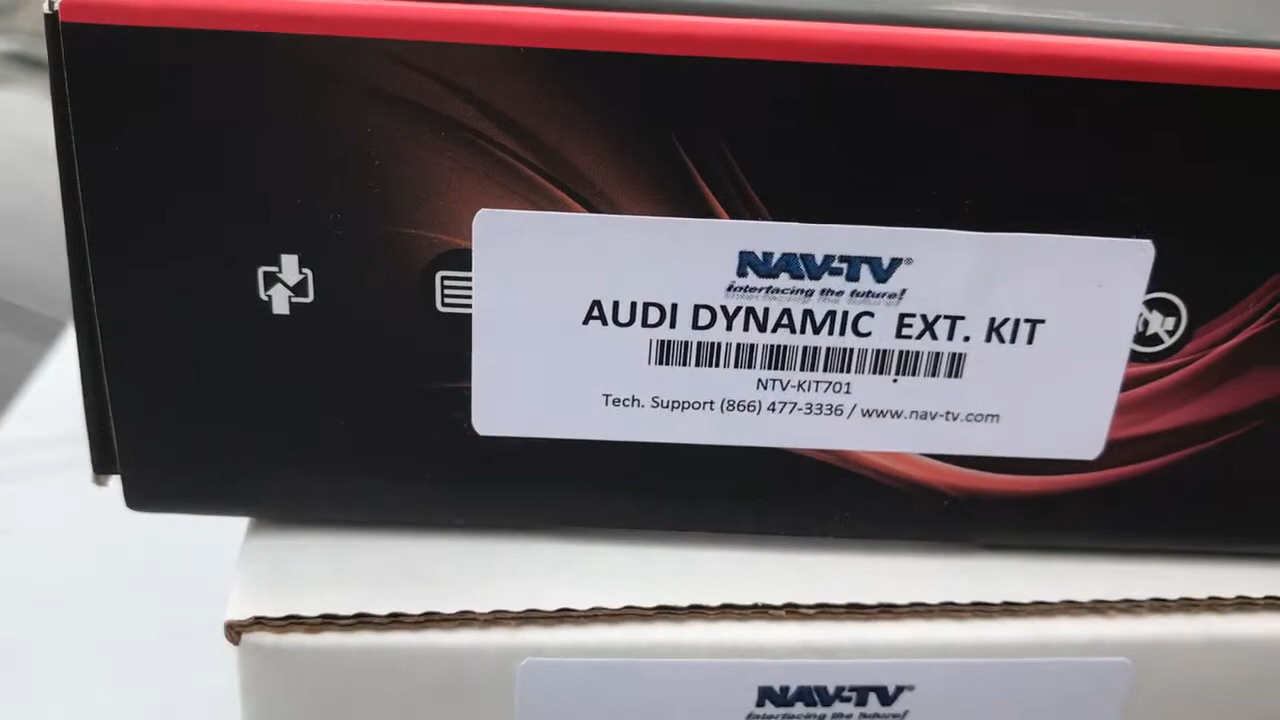 NAV-TV®
interfacing the future!
AUDI DYNAMIC EXT. KIT
NTV-KIT701
Tech. Support (866) 477-3336 / www.nav-tv.com
NAV-TV
interfacing the future!